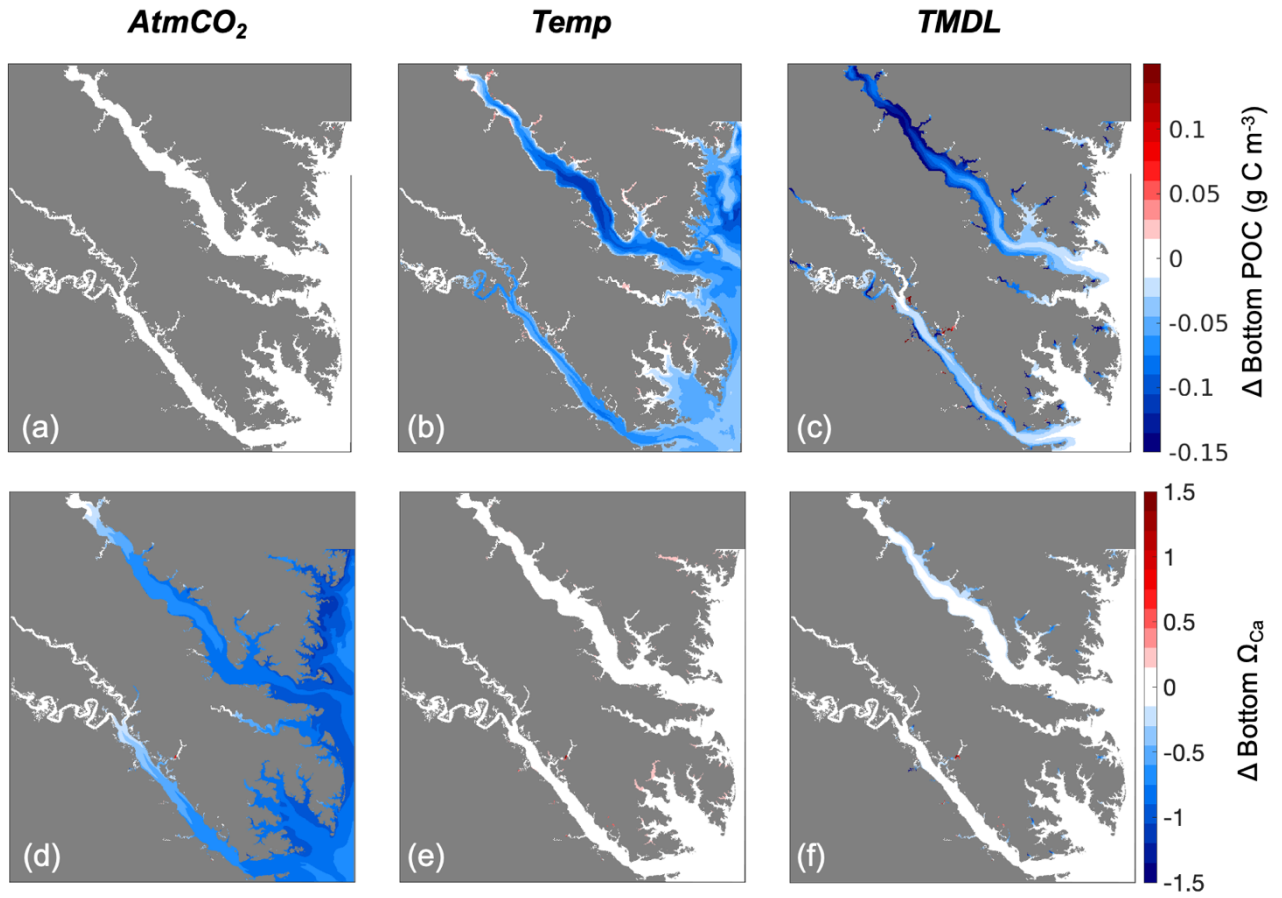 AtmCO₂ Temp TMDL
(a) (b) (c)
0.1
0.05
0
-0.05
-0.1
-0.15
Δ Bottom POC (g C m⁻³)
(d) (e) (f)
1.5
1
0.5
0
-0.5
-1
-1.5
Δ Bottom Ω_Ca